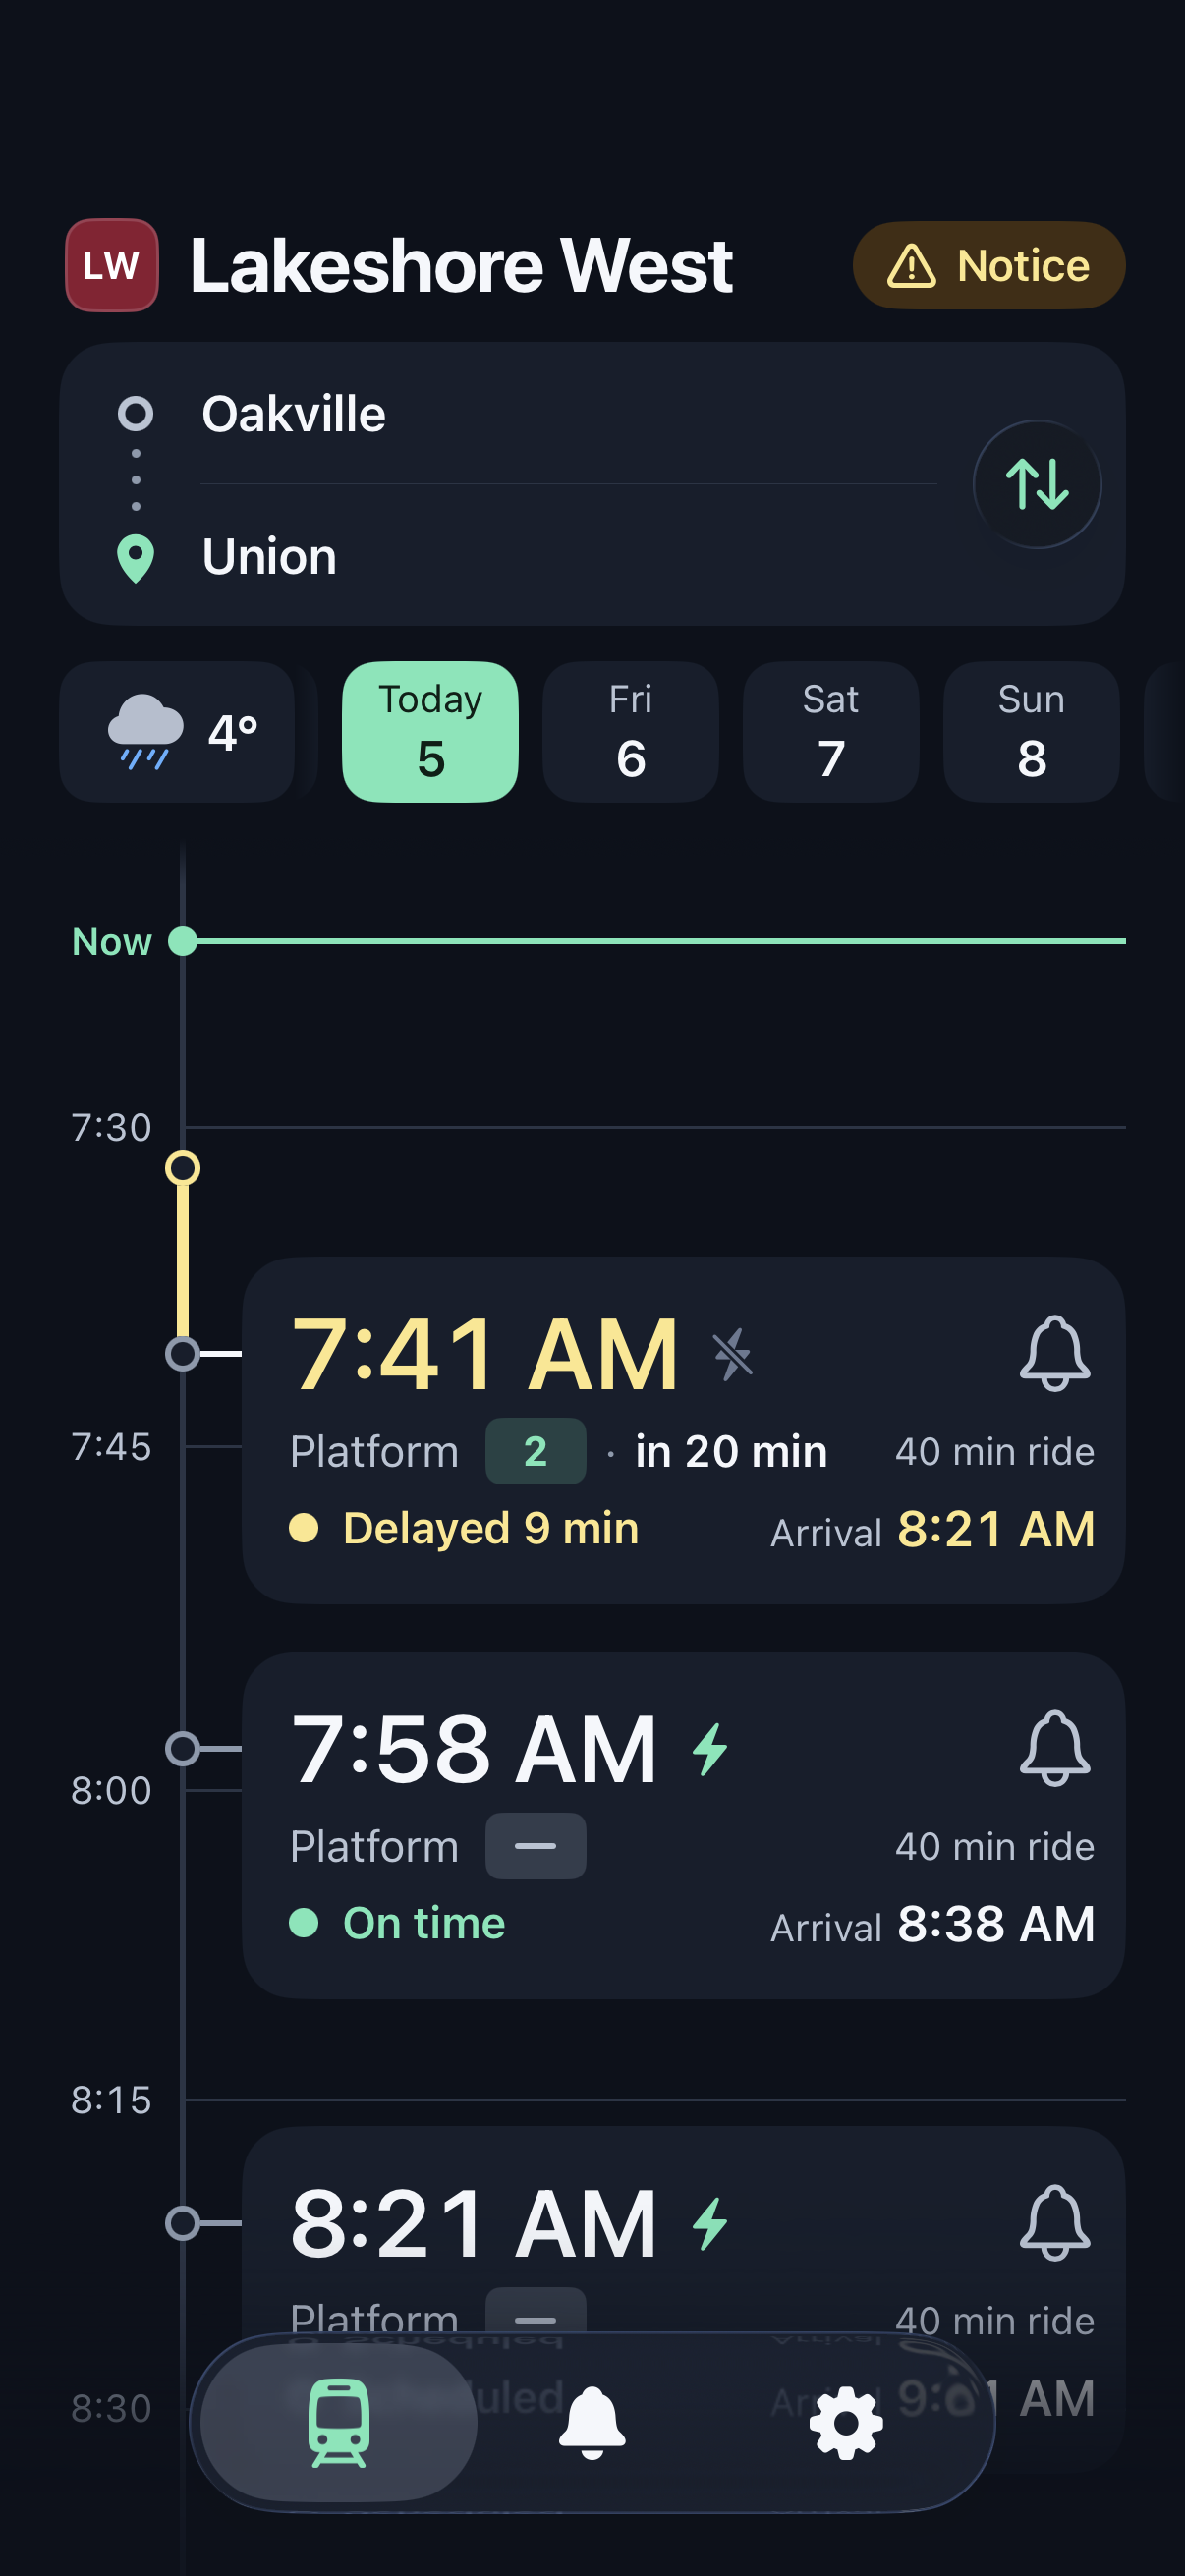 LW Lakeshore West Notice
Oakville
Union
4° Today Fri Sat Sun
5 6 7 8
Now
7:30
7:41 AM
7:45 Platform 2 · in 20 min 40 min ride
Delayed 9 min Arrival 8:21 AM
7:58 AM
8:00
Platform — 40 min ride
On time Arrival 8:38 AM
8:15
8:21 AM
Platform — 40 min ride
8:30 AM